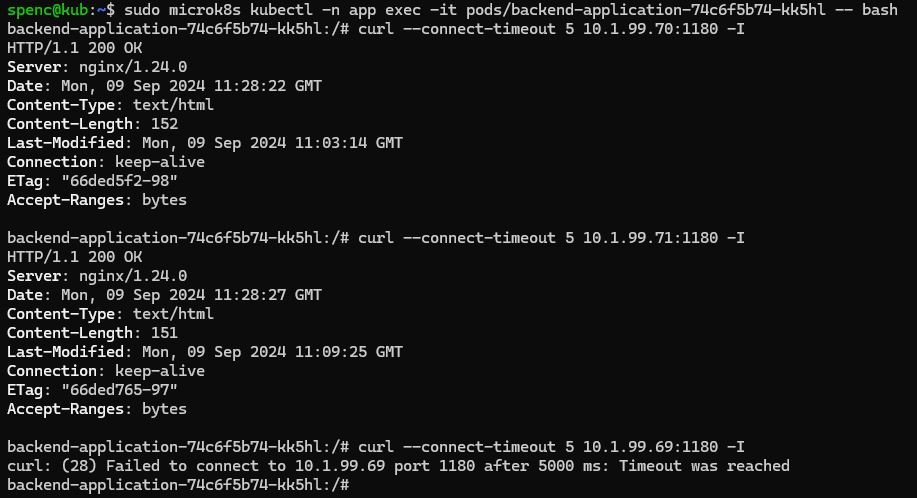 spenc@kub:~$ sudo microk8s kubectl -n app exec -it pods/backend-application-74c6f5b74-kk5hl -- bash
backend-application-74c6f5b74-kk5hl:/# curl --connect-timeout 5 10.1.99.70:1180 -I
HTTP/1.1 200 OK
Server: nginx/1.24.0
Date: Mon, 09 Sep 2024 11:28:22 GMT
Content-Type: text/html
Content-Length: 152
Last-Modified: Mon, 09 Sep 2024 11:03:14 GMT
Connection: keep-alive
ETag: "66ded5f2-98"
Accept-Ranges: bytes

backend-application-74c6f5b74-kk5hl:/# curl --connect-timeout 5 10.1.99.71:1180 -I
HTTP/1.1 200 OK
Server: nginx/1.24.0
Date: Mon, 09 Sep 2024 11:28:27 GMT
Content-Type: text/html
Content-Length: 151
Last-Modified: Mon, 09 Sep 2024 11:09:25 GMT
Connection: keep-alive
ETag: "66ded765-97"
Accept-Ranges: bytes

backend-application-74c6f5b74-kk5hl:/# curl --connect-timeout 5 10.1.99.69:1180 -I
curl: (28) Failed to connect to 10.1.99.69 port 1180 after 5000 ms: Timeout was reached
backend-application-74c6f5b74-kk5hl:/#